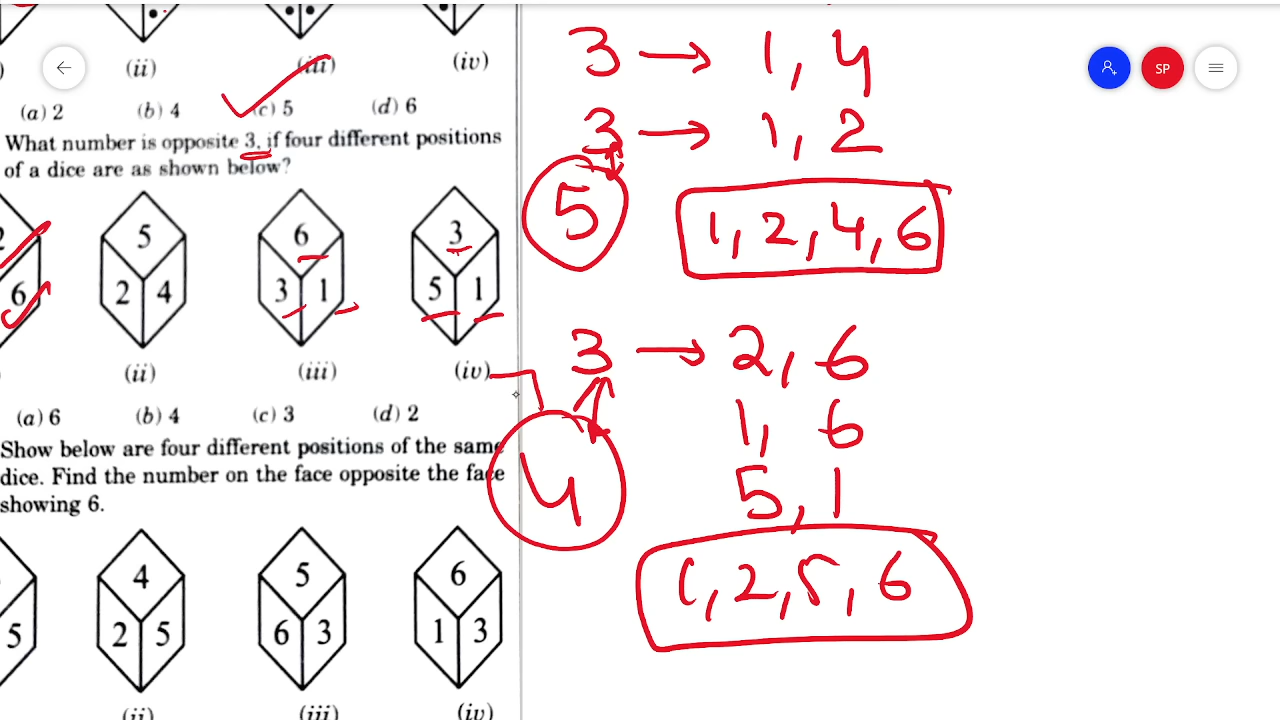 (ii) (iii) (iv)
(a) 2 (b) 4 (c) 5 (d) 6
What number is opposite 3, if four different positions
of a dice are as shown below?
2 6
5 2 4
6 3 1
3 5 1
(ii) (iii) (iv)
(a) 6 (b) 4 (c) 3 (d) 2
Show below are four different positions of the same
dice. Find the number on the face opposite the face
showing 6.
5
4 2 5
5 6 3
6 1 3
(ii) (iii) (iv)
3 → 1, 4
3 → 1, 2
5
1, 2, 4, 6
3 → 2, 6
1, 6
4
5, 1
1, 2, 5, 6
SP